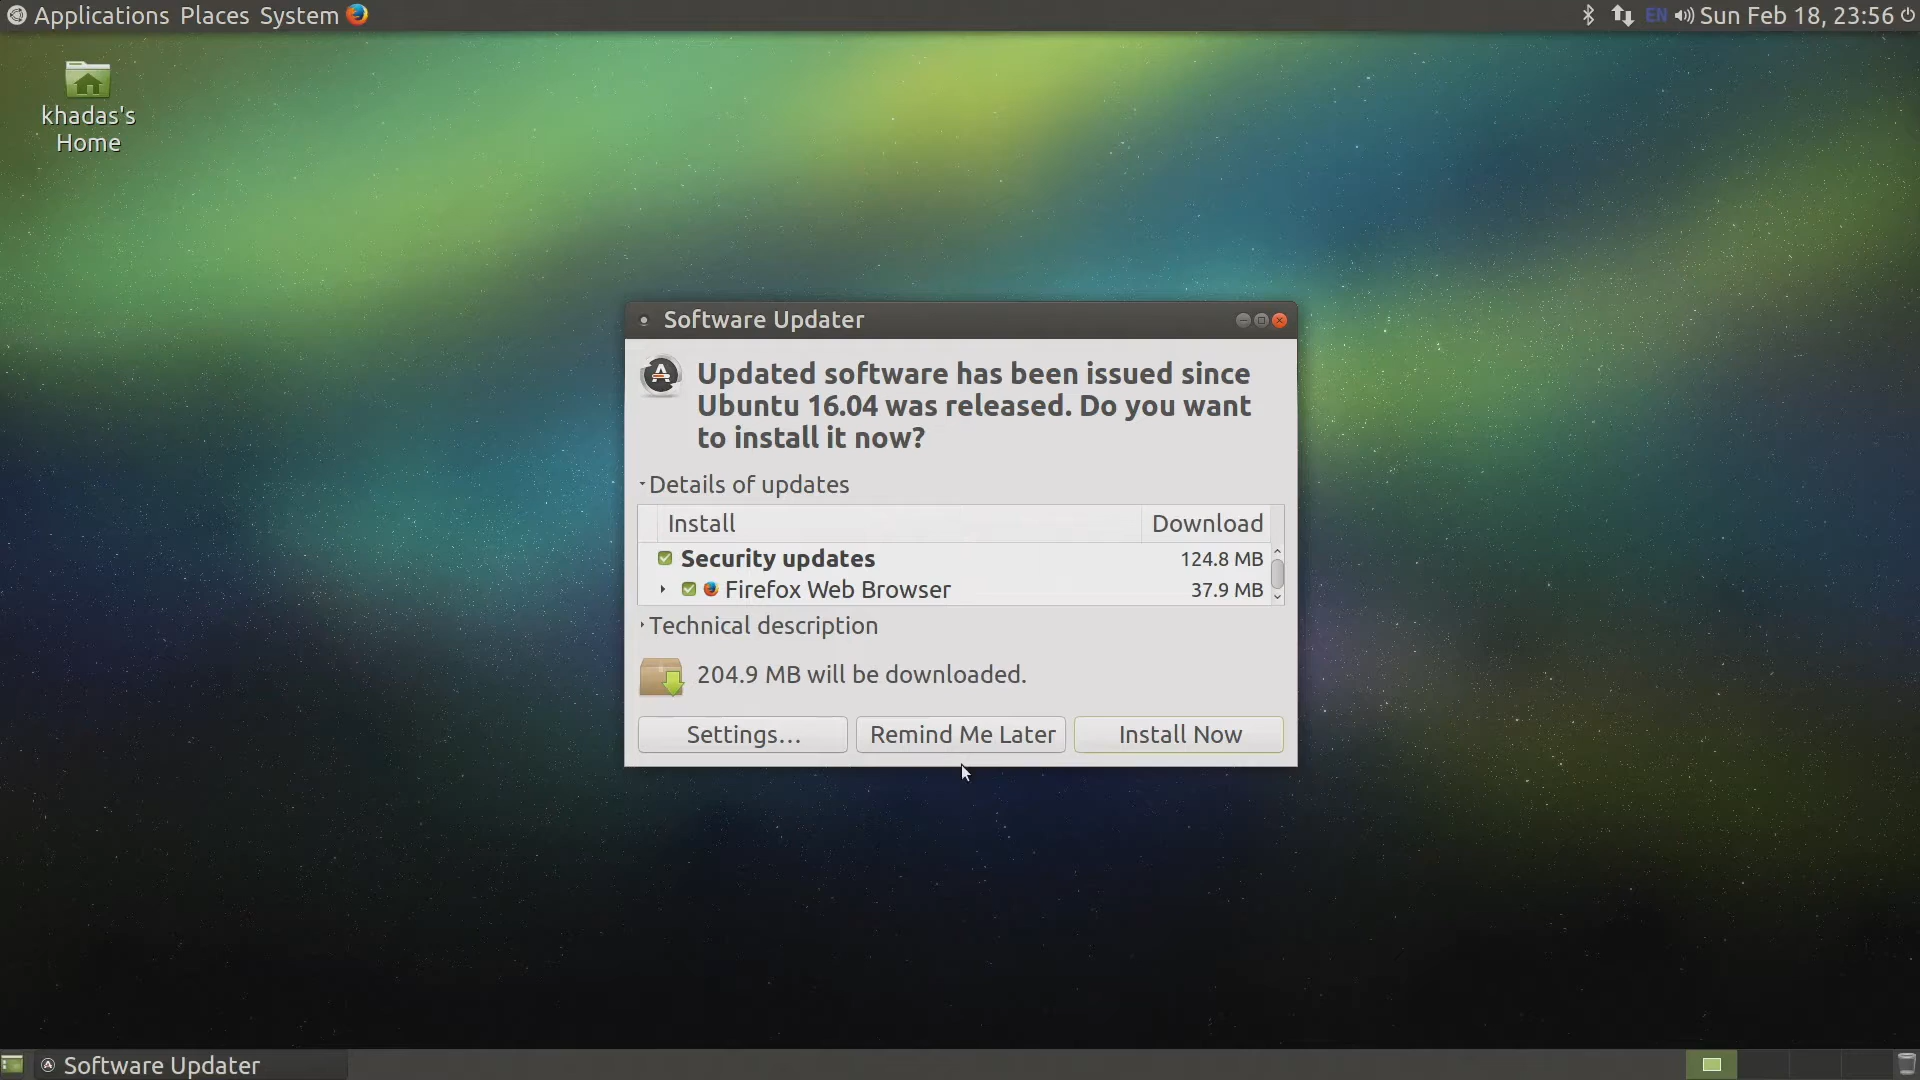 Applications Places System
EN Sun Feb 18, 23:56
khadas's
Home
Software Updater
Updated software has been issued since
Ubuntu 16.04 was released. Do you want
to install it now?
Details of updates
Install Download
Security updates 124.8 MB
Firefox Web Browser 37.9 MB
Technical description
204.9 MB will be downloaded.
Settings... Remind Me Later Install Now
Software Updater